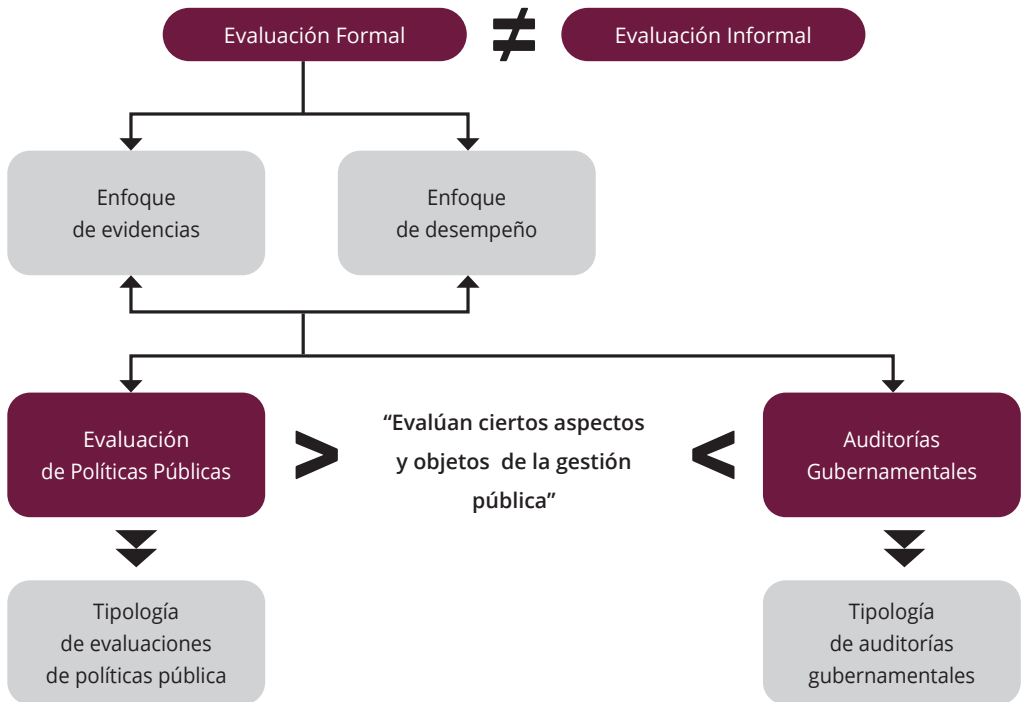 Evaluación Formal
≠
Evaluación Informal
Enfoque
de evidencias
Enfoque
de desempeño
Evaluación
de Políticas Públicas
>
“Evalúan ciertos aspectos
y objetos de la gestión
pública”
<
Auditorías
Gubernamentales
Tipología
de evaluaciones
de políticas pública
Tipología
de auditorías
gubernamentales